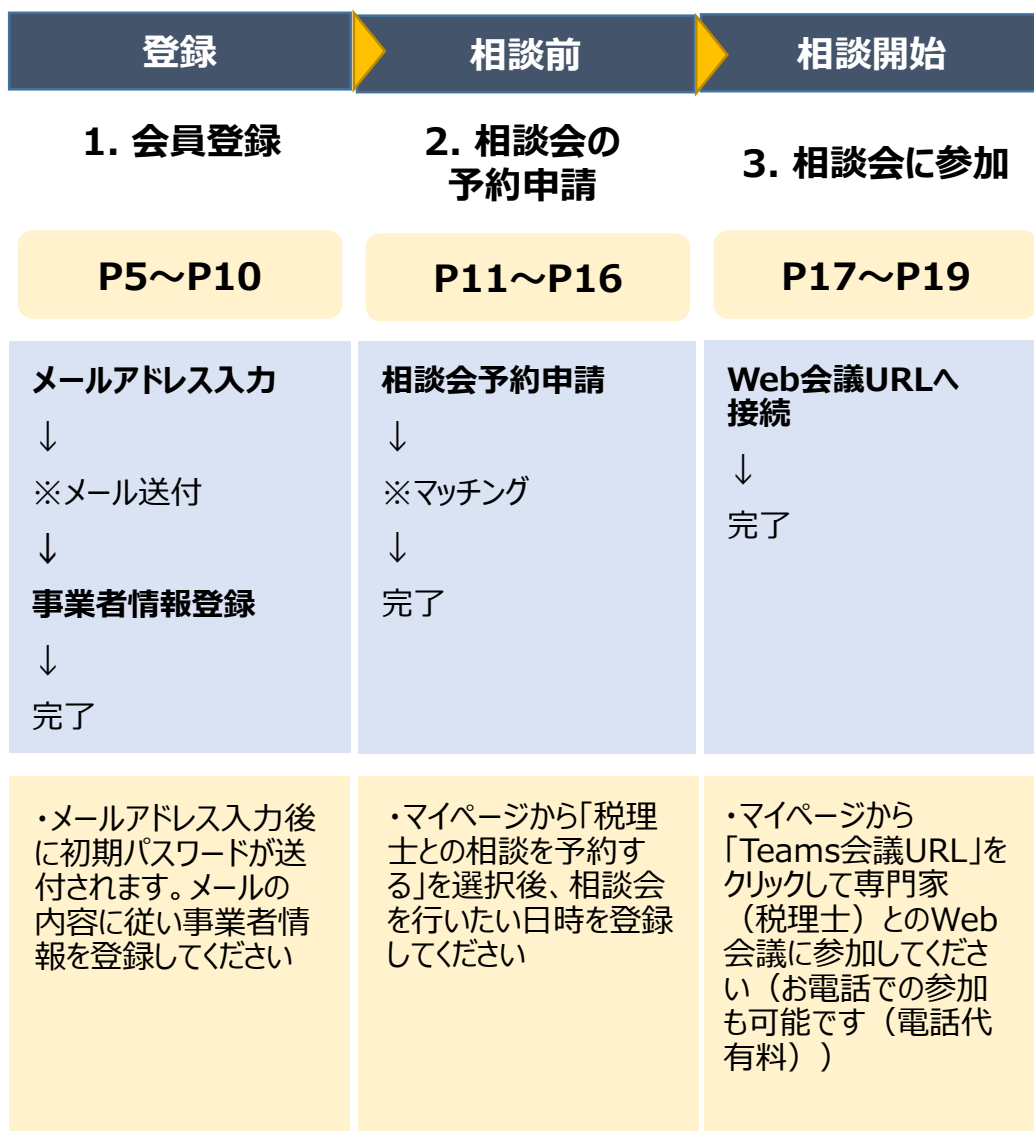 登録
相談前
相談開始
1. 会員登録
2. 相談会の
予約申請
3. 相談会に参加
P5～P10
P11～P16
P17～P19
メールアドレス入力
↓
※メール送付
↓
事業者情報登録
↓
完了
相談会予約申請
↓
※マッチング
↓
完了
Web会議URLへ
接続
↓
完了
・メールアドレス入力後
に初期パスワードが送
付されます。メールの
内容に従い事業者情
報を登録してください
・マイページから「税理
士との相談を予約す
る」を選択後、相談会
を行いたい日時を登録
してください
・マイページから
「Teams会議URL」を
クリックして専門家
（税理士）とのWeb
会議に参加してくださ
い（お電話での参加
も可能です（電話代
有料））